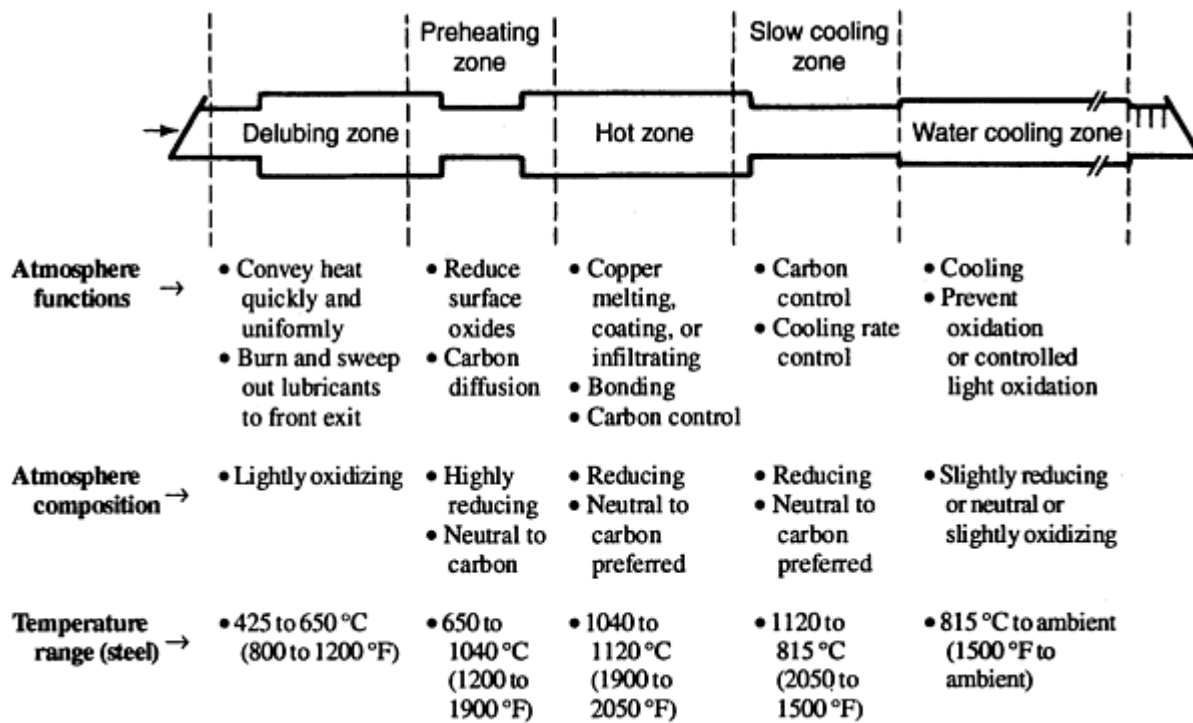 Preheating
zone
Slow cooling
zone
Delubing zone
Hot zone
Water cooling zone
Atmosphere
functions →
• Convey heat
quickly and
uniformly
• Burn and sweep
out lubricants
to front exit
• Reduce
surface
oxides
• Carbon
diffusion
• Copper
melting,
coating, or
infiltrating
• Bonding
• Carbon control
• Carbon
control
• Cooling rate
control
• Cooling
• Prevent
oxidation
or controlled
light oxidation
Atmosphere
composition →
• Lightly oxidizing
• Highly
reducing
• Neutral to
carbon
• Reducing
• Neutral to
carbon
preferred
• Reducing
• Neutral to
carbon
preferred
• Slightly reducing
or neutral or
slightly oxidizing
Temperature
range (steel) →
• 425 to 650 °C
(800 to 1200 °F)
• 650 to
1040 °C
(1200 to
1900 °F)
• 1040 to
1120 °C
(1900 to
2050 °F)
• 1120 to
815 °C
(2050 to
1500 °F)
• 815 °C to ambient
(1500 °F to
ambient)